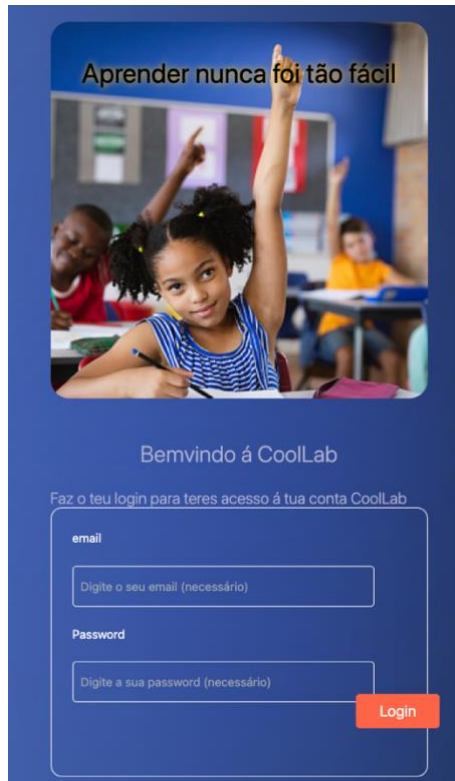 Aprender nunca foi tão fácil
Bemvindo á CoolLab
Faz o teu login para teres acesso á tua conta CoolLab
email
Digite o seu email (necessário)
Password
Digite a sua password (necessário)
Login